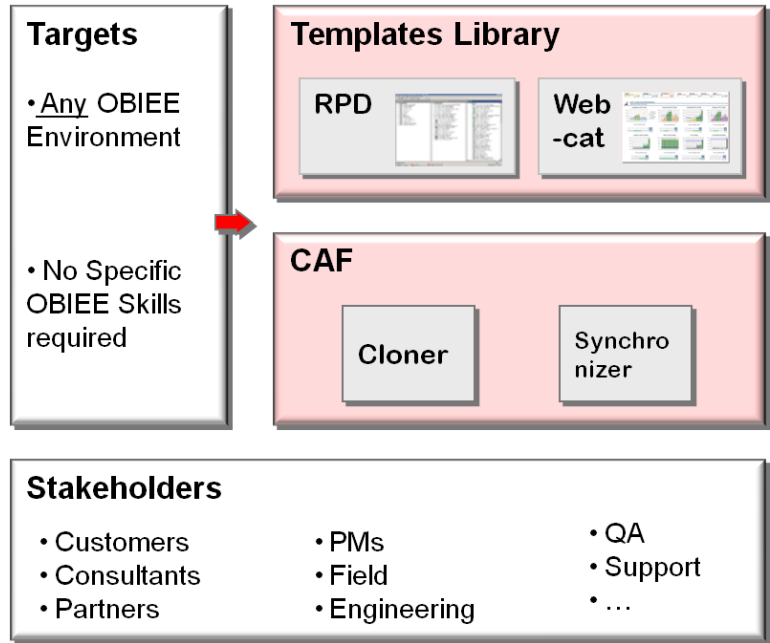 Targets
• Any OBIEE
Environment
• No Specific
OBIEE Skills
required
Templates Library
RPD
Web
-cat
CAF
Cloner
Synchro
nizer
Stakeholders
• Customers
• Consultants
• Partners
• PMs
• Field
• Engineering
• QA
• Support
• ...